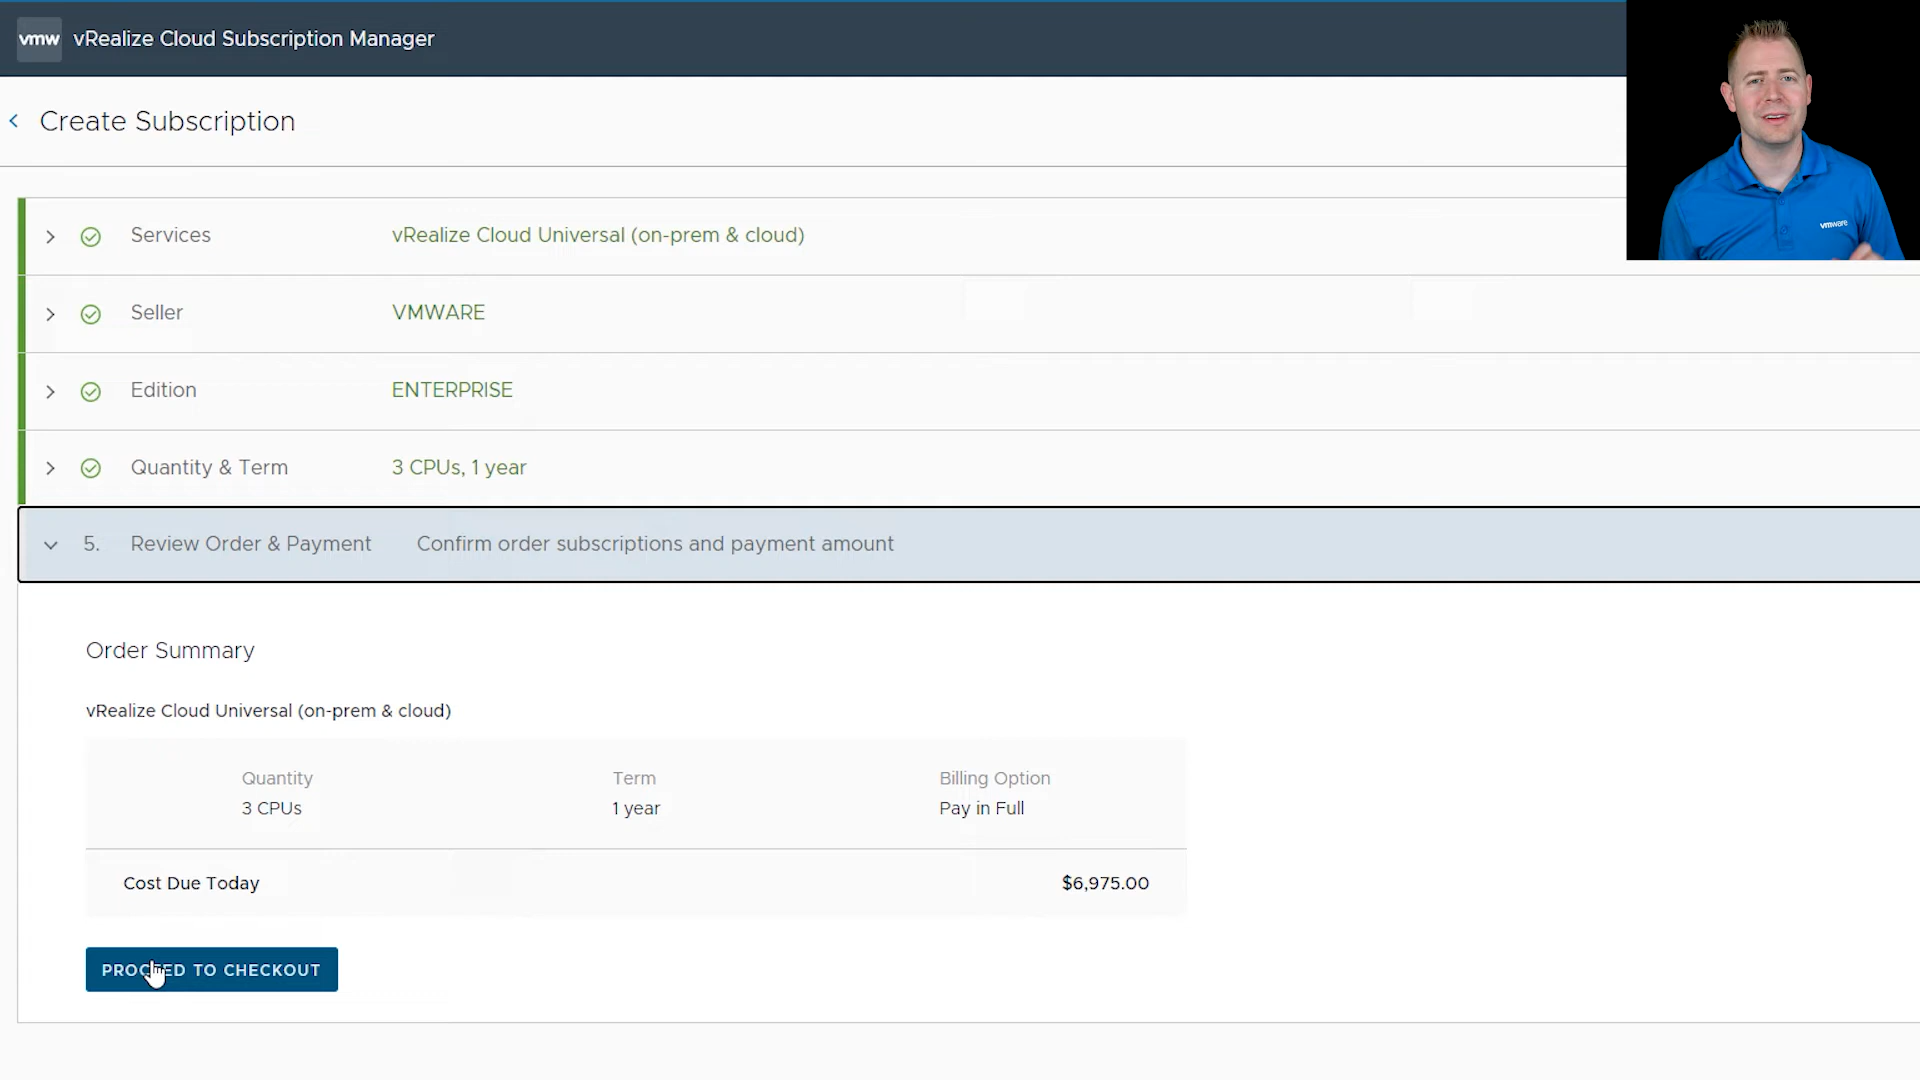 vmw vRealize Cloud Subscription Manager
Create Subscription
Services vRealize Cloud Universal (on-prem & cloud)
Seller VMWARE
Edition ENTERPRISE
Quantity & Term 3 CPUs, 1 year
5. Review Order & Payment Confirm order subscriptions and payment amount
Order Summary
vRealize Cloud Universal (on-prem & cloud)
Quantity Term Billing Option
3 CPUs 1 year Pay in Full
Cost Due Today $6,975.00
PROCEED TO CHECKOUT
vmware